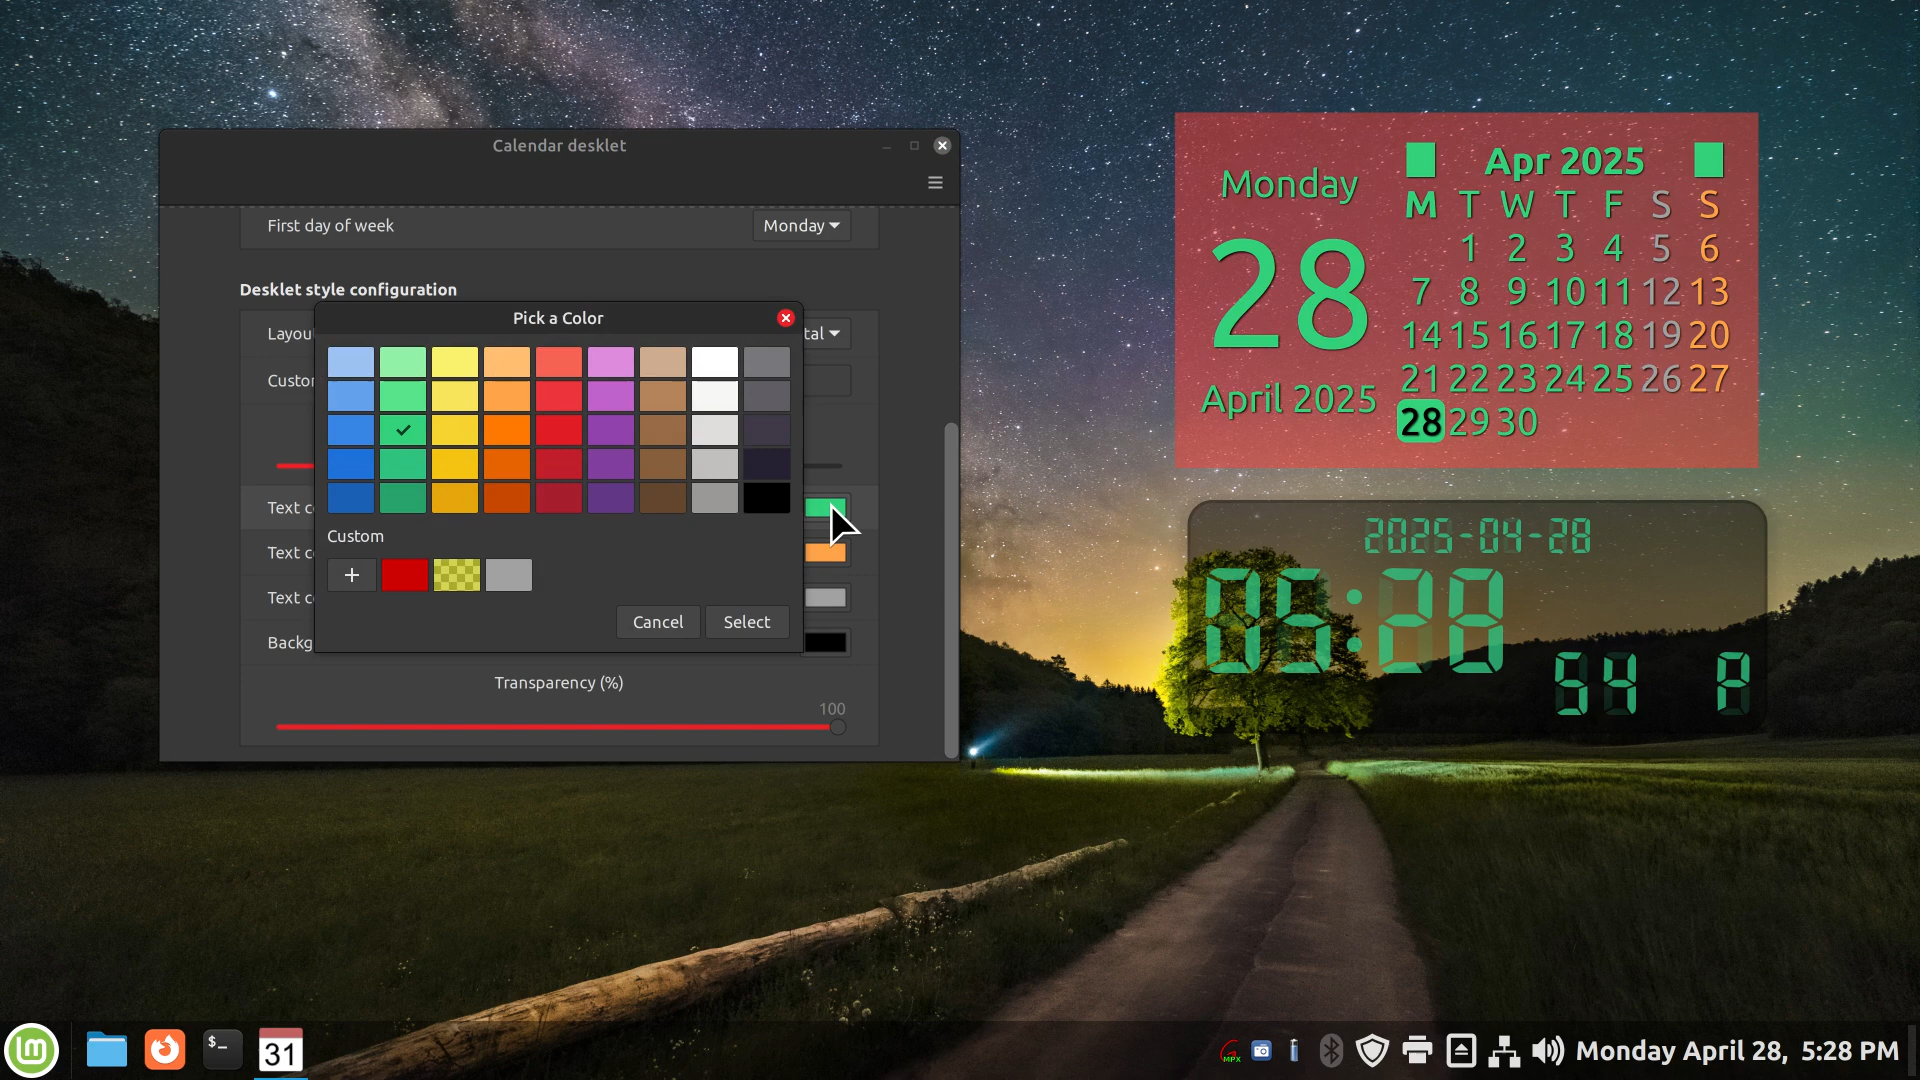 Calendar desklet
First day of week
Monday
Desklet style configuration
Pick a Color
Layou
tal
Custo
Text c
Custom
+
Text c
Text c
Cancel
Select
Backg
Transparency (%)
100
Monday
28
April 2025
Apr 2025
M T W T F S S
1 2 3 4 5 6
7 8 9 10 11 12 13
14 15 16 17 18 19 20
21 22 23 24 25 26 27
28 29 30
2025-04-28
05:28
54 P
lm
$_
31
MPX
Monday April 28, 5:28 PM